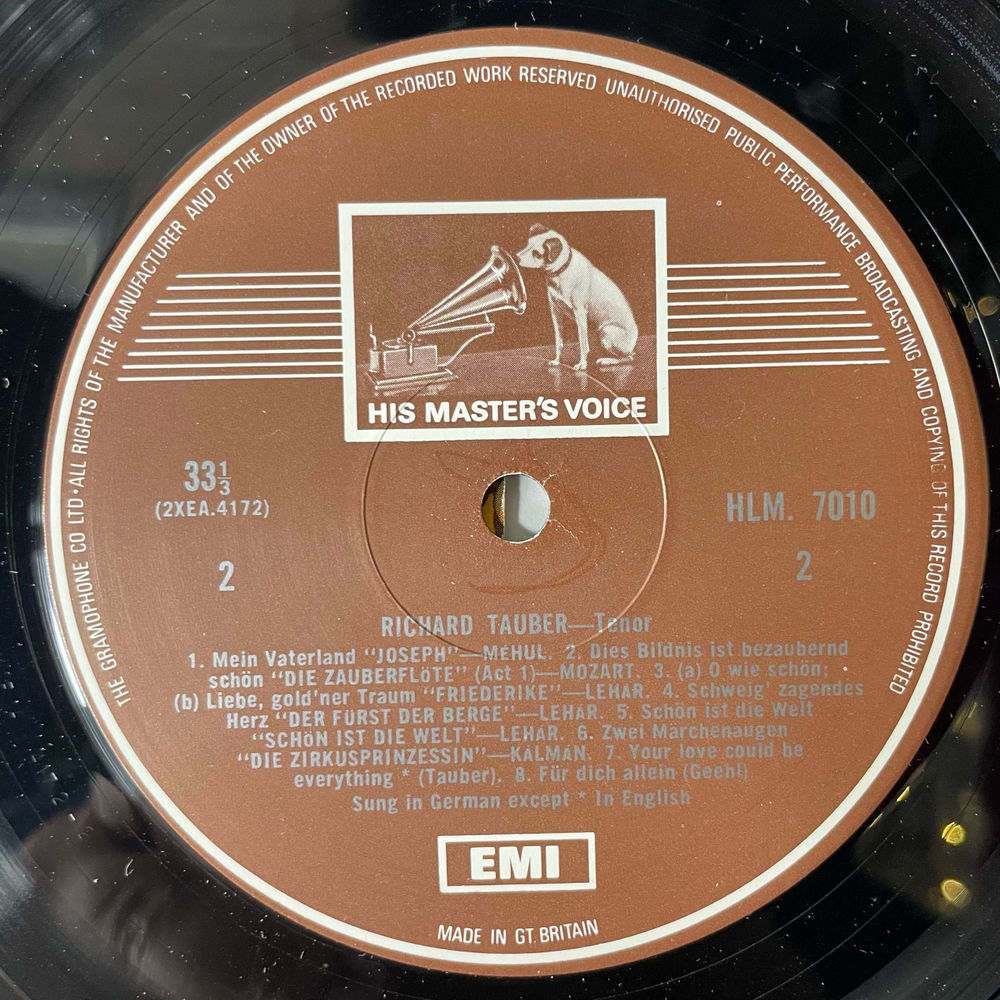 THE GRAMOPHONE CO LTD·ALL RIGHTS OF THE MANUFACTURER AND OF THE OWNER OF THE RECORDED WORK RESERVED UNAUTHORISED PUBLIC PERFORMANCE BROADCASTING AND COPYING OF THIS RECORD PROHIBITED
HIS MASTER'S VOICE
33⅓
(2XEA.4172)
2
HLM. 7010
2
RICHARD TAUBER—Tenor
1. Mein Vaterland "JOSEPH"—MEHUL. 2. Dies Bildnis ist bezaubernd
schön "DIE ZAUBERFLöTE" (Act 1)—MOZART. 3. (a) O wie schön;
(b) Liebe, gold'ner Traum "FRIEDERIKE"—LEHÁR. 4. Schweig' zagendes
Herz "DER FÜRST DER BERGE"—LEHÁR. 5. Schön ist die Welt
"SCHöN IST DIE WELT"—LEHÁR. 6. Zwei Märchenaugen
"DIE ZIRKUSPRINZESSIN"—KÁLMÁN. 7. Your love could be
everything * (Tauber). 8. Für dich allein (Geehl)
Sung in German except * In English
EMI
MADE IN GT. BRITAIN